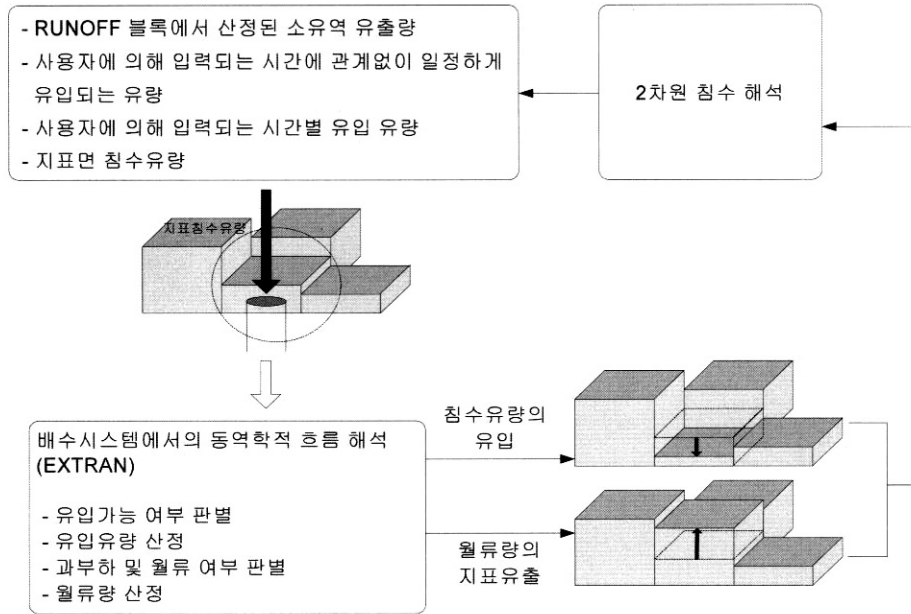 - RUNOFF 블록에서 산정된 소유역 유출량
- 사용자에 의해 입력되는 시간에 관계없이 일정하게
유입되는 유량
- 사용자에 의해 입력되는 시간별 유입 유량
- 지표면 침수유량
2차원 침수 해석
지표침수유량
배수시스템에서의 동역학적 흐름 해석
(EXTRAN)
- 유입가능 여부 판별
- 유입유량 산정
- 과부하 및 월류 여부 판별
- 월류량 산정
침수유량의
유입
월류량의
지표유출